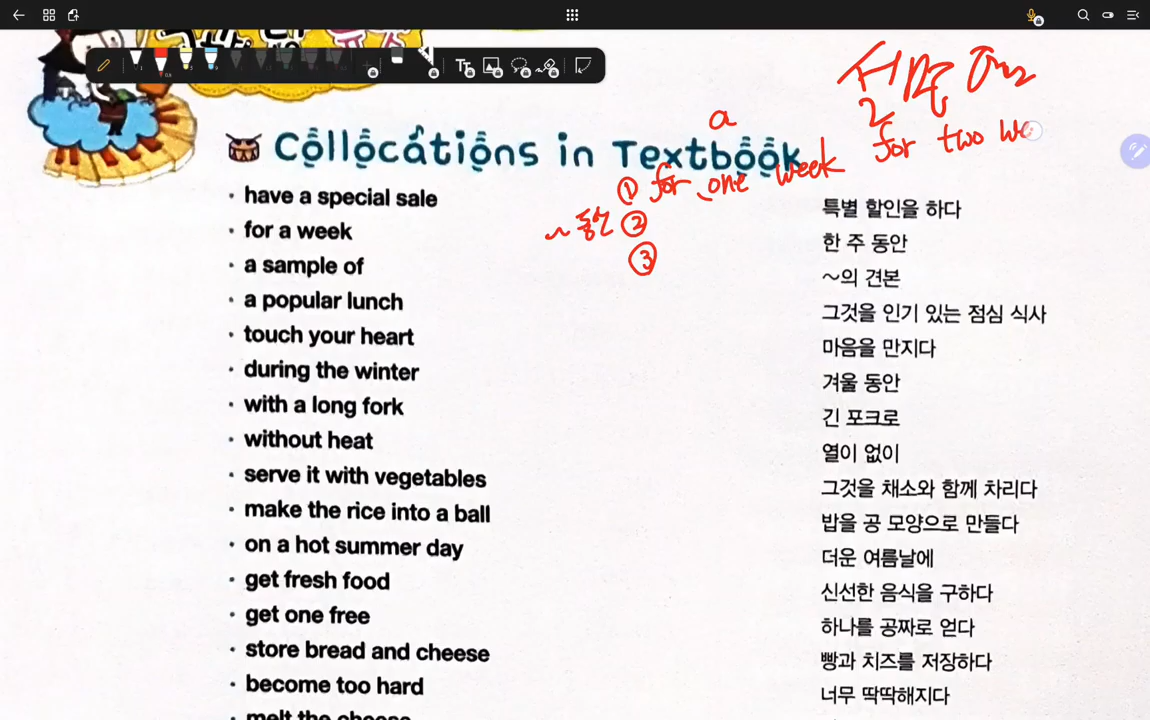 Collocations in Textbook
a
① for one week
2 for two we
~동안 ②
③
• have a special sale 특별 할인을 하다
• for a week 한 주 동안
• a sample of ~의 견본
• a popular lunch 그것을 인기 있는 점심 식사
• touch your heart 마음을 만지다
• during the winter 겨울 동안
• with a long fork 긴 포크로
• without heat 열이 없이
• serve it with vegetables 그것을 채소와 함께 차리다
• make the rice into a ball 밥을 공 모양으로 만들다
• on a hot summer day 더운 여름날에
• get fresh food 신선한 음식을 구하다
• get one free 하나를 공짜로 얻다
• store bread and cheese 빵과 치즈를 저장하다
• become too hard 너무 딱딱해지다
• melt the cheese